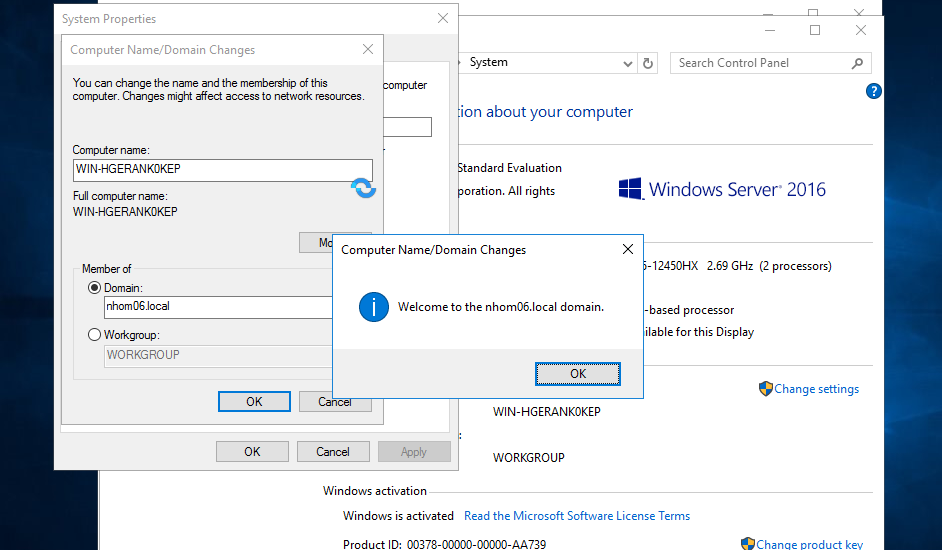 System Properties
Computer Name/Domain Changes
You can change the name and the membership of this
computer. Changes might affect access to network resources.
Computer name:
WIN-HGERANK0KEP
Full computer name:
WIN-HGERANK0KEP
Member of
Domain:
nhom06.local
Workgroup:
WORKGROUP
OK Cancel
OK Cancel Apply
computer
Computer Name/Domain Changes
Welcome to the nhom06.local domain.
OK
System
Search Control Panel
about your computer
Standard Evaluation
All rights
Windows Server® 2016
-12450HX 2.69 GHz (2 processors)
-based processor
for this Display
Change settings
WIN-HGERANK0KEP
WORKGROUP
Windows activation
Windows is activated Read the Microsoft Software License Terms
Product ID: 00378-00000-00000-AA739
Change product key